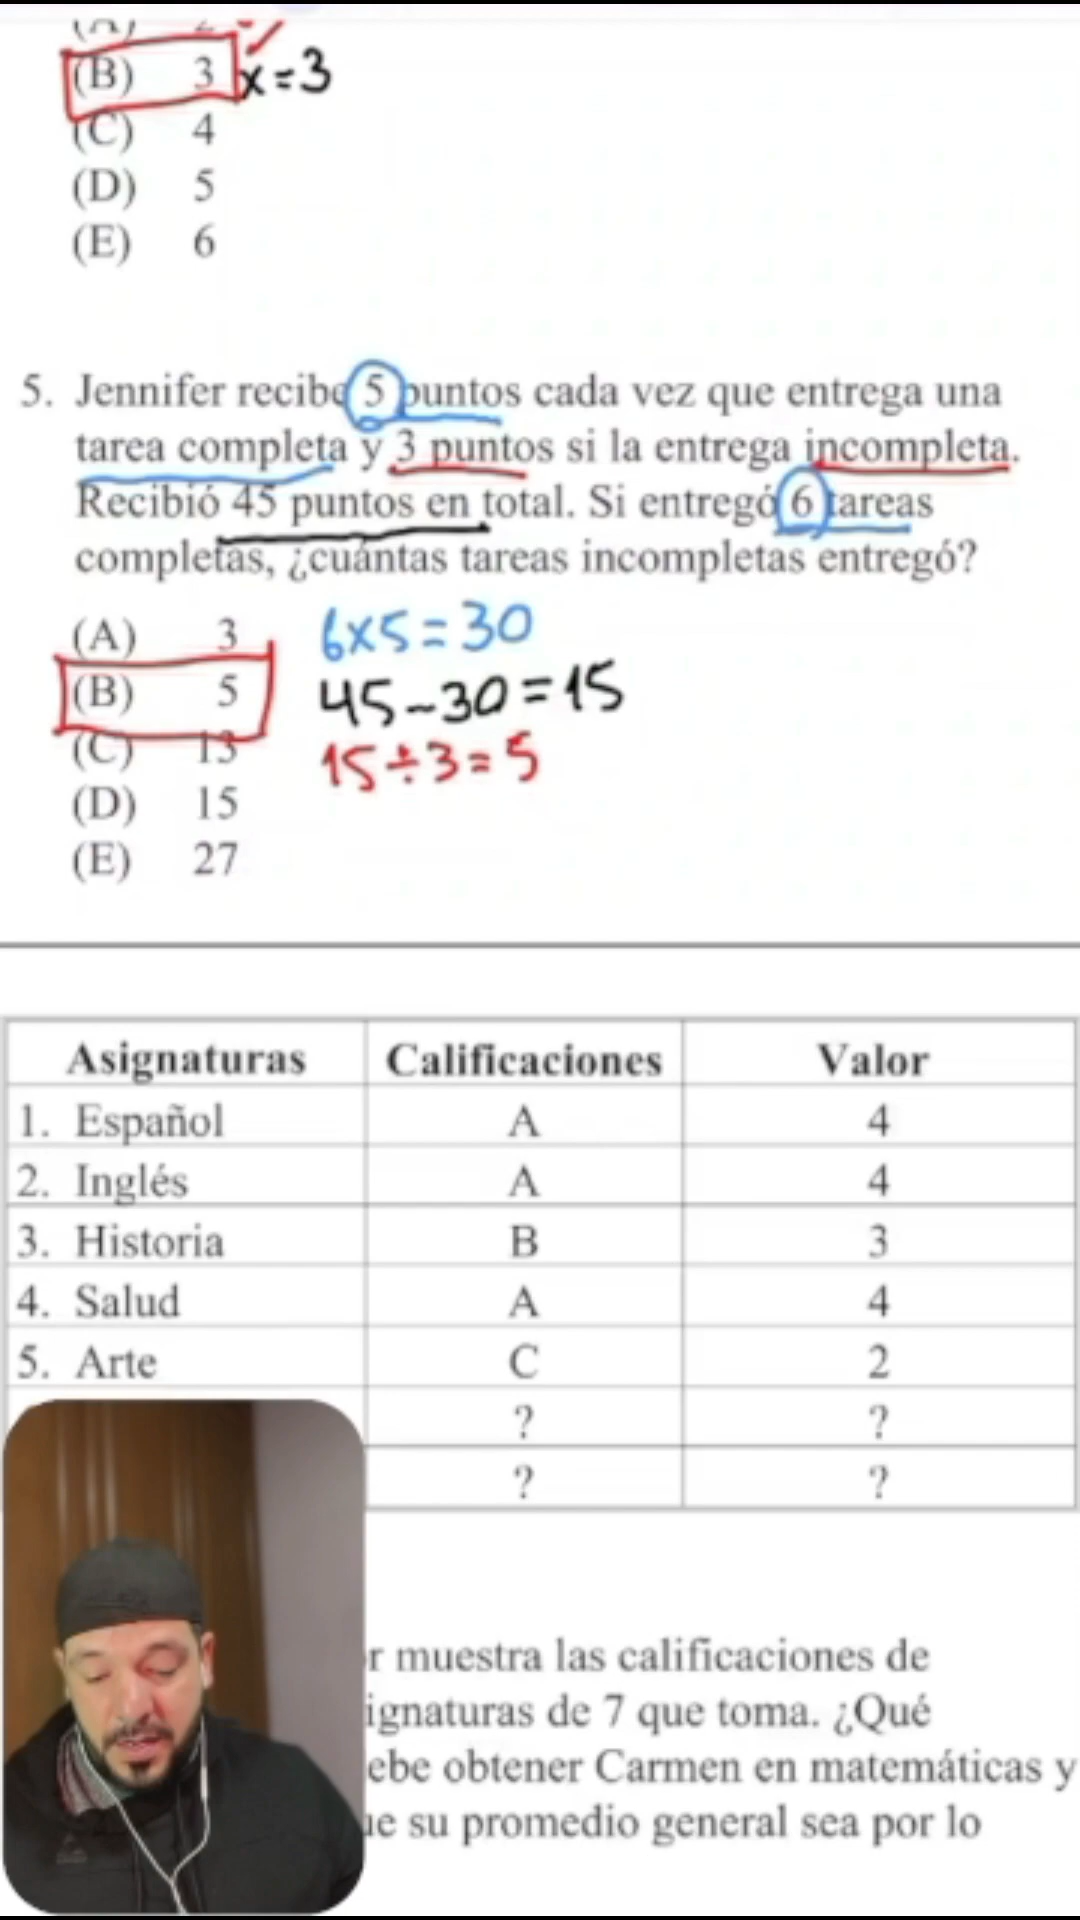 (B) 3 x=3
(C) 4
(D) 5
(E) 6
5. Jennifer recibe 5 puntos cada vez que entrega una
tarea completa y 3 puntos si la entrega incompleta.
Recibió 45 puntos en total. Si entregó 6 tareas
completas, ¿cuántas tareas incompletas entregó?
(A) 3 6x5=30
(B) 5 45-30=15
(C) 13 15÷3=5
(D) 15
(E) 27
Asignaturas Calificaciones Valor
1. Español A 4
2. Inglés A 4
3. Historia B 3
4. Salud A 4
5. Arte C 2
? ?
? ?
r muestra las calificaciones de
ignaturas de 7 que toma. ¿Qué
ebe obtener Carmen en matemáticas y
ue su promedio general sea por lo